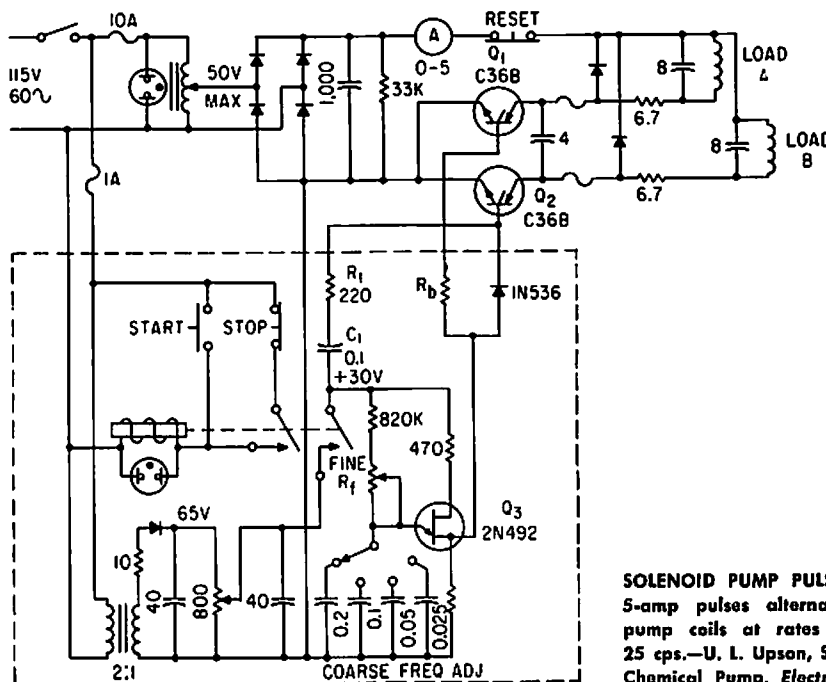 10A
RESET
A
0-5
Q1
C36B
LOAD
A
8
115V
60~
50V
MAX
1,000
33K
6.7
4
8
LOAD
B
6.7
Q2
C36B
1A
R1
220
Rb
IN536
START
STOP
C1
0.1
+30V
820K
470
FINE
Rf
Q3
2N492
65V
10
40
800
40
0.2
0.1
0.05
0.025
2:1
COARSE FREQ ADJ
SOLENOID PUMP PULS
5-amp pulses alterna
pump coils at rates
25 cps.—U. L. Upson, S
Chemical Pump, Electr